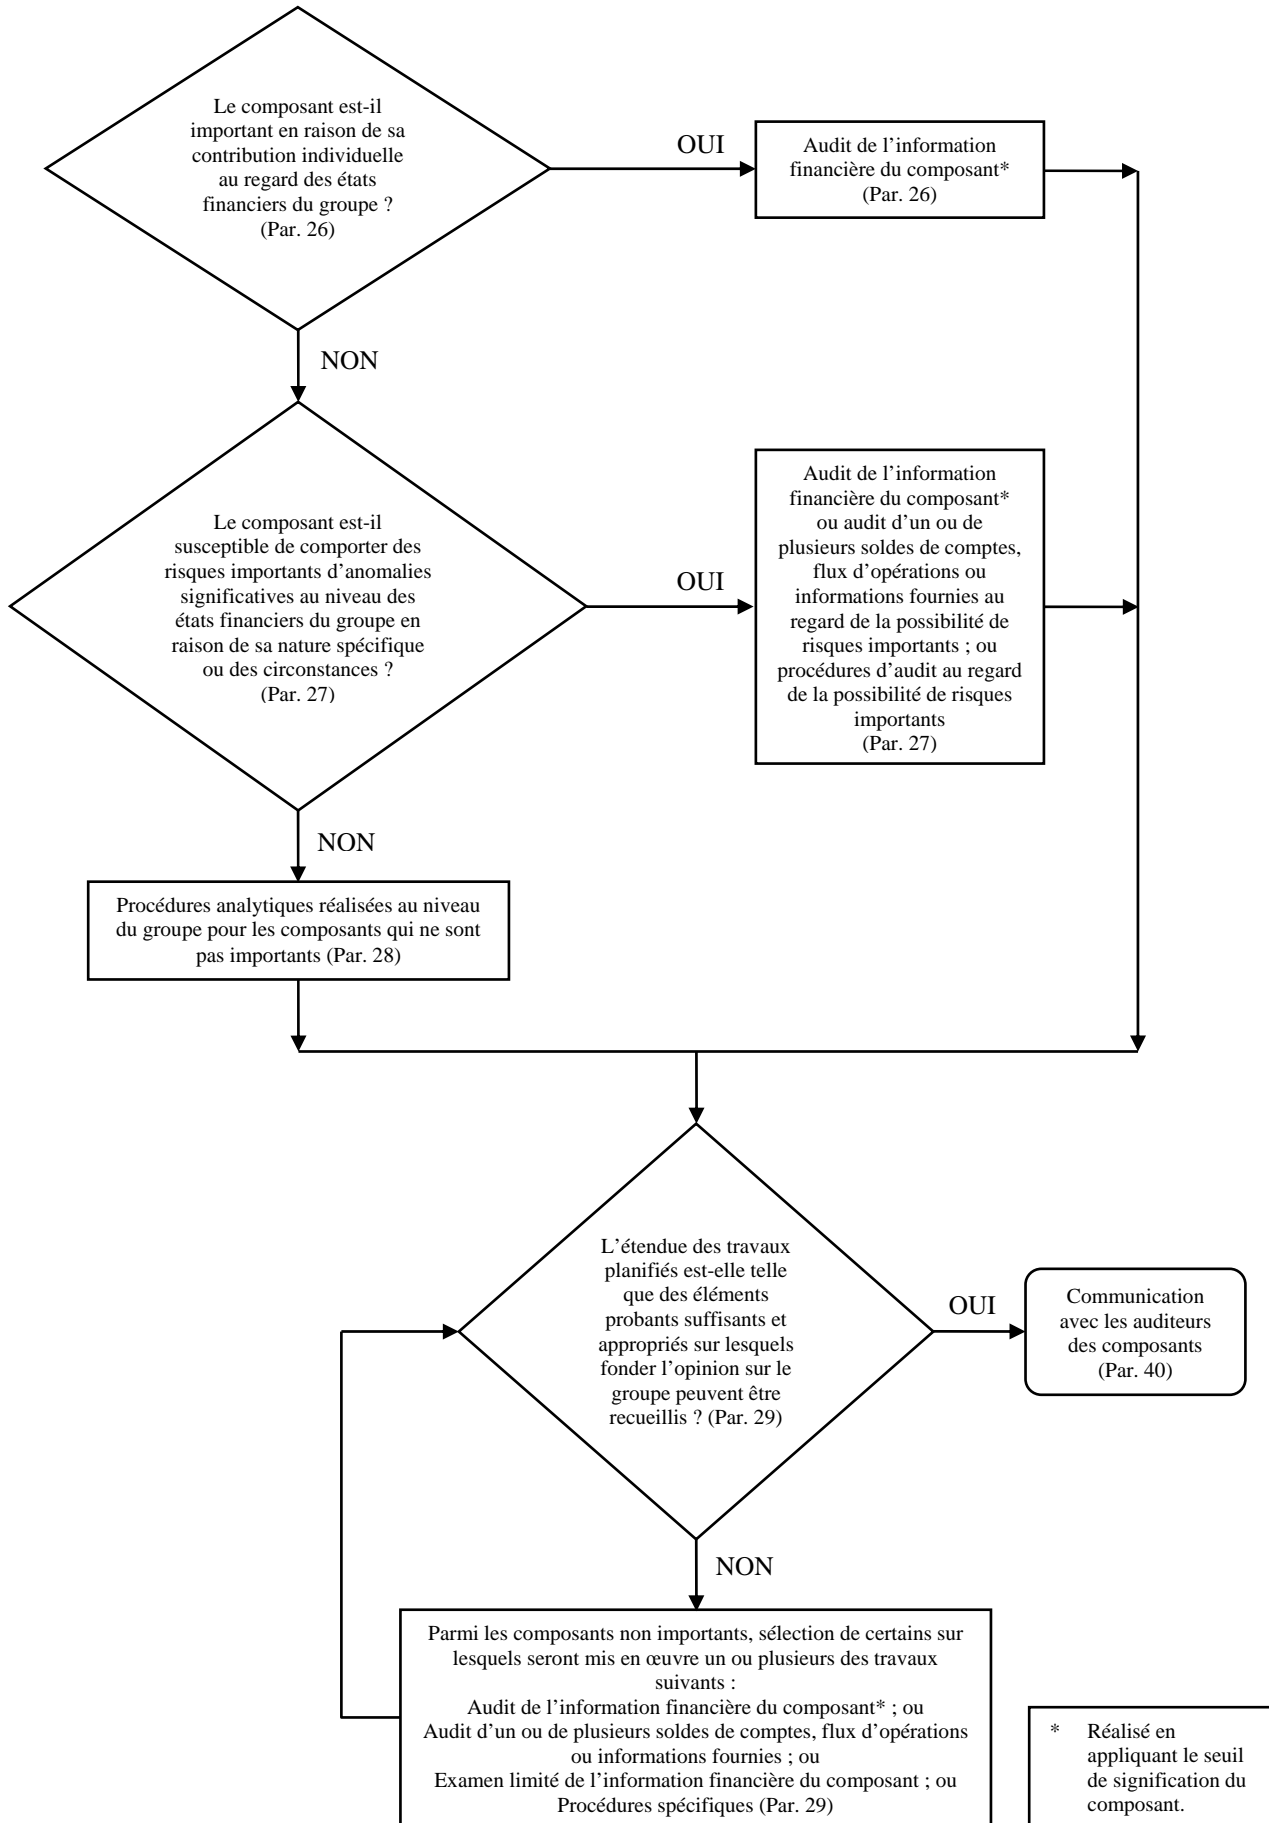 Le composant est-il
important en raison de sa
contribution individuelle
au regard des états
financiers du groupe ?
(Par. 26)
OUI
Audit de l’information
financière du composant*
(Par. 26)
NON
Le composant est-il
susceptible de comporter des
risques importants d’anomalies
significatives au niveau des
états financiers du groupe en
raison de sa nature spécifique
ou des circonstances ?
(Par. 27)
OUI
Audit de l’information
financière du composant*
ou audit d’un ou de
plusieurs soldes de comptes,
flux d’opérations ou
informations fournies au
regard de la possibilité de
risques importants ; ou
procédures d’audit au regard
de la possibilité de risques
importants
(Par. 27)
NON
Procédures analytiques réalisées au niveau
du groupe pour les composants qui ne sont
pas importants (Par. 28)
L’étendue des travaux
planifiés est-elle telle
que des éléments
probants suffisants et
appropriés sur lesquels
fonder l’opinion sur le
groupe peuvent être
recueillis ? (Par. 29)
OUI
Communication
avec les auditeurs
des composants
(Par. 40)
NON
Parmi les composants non importants, sélection de certains sur
lesquels seront mis en œuvre un ou plusieurs des travaux
suivants :
Audit de l’information financière du composant* ; ou
Audit d’un ou de plusieurs soldes de comptes, flux d’opérations
ou informations fournies ; ou
Examen limité de l’information financière du composant ; ou
Procédures spécifiques (Par. 29)
* Réalisé en
appliquant le seuil
de signification du
composant.